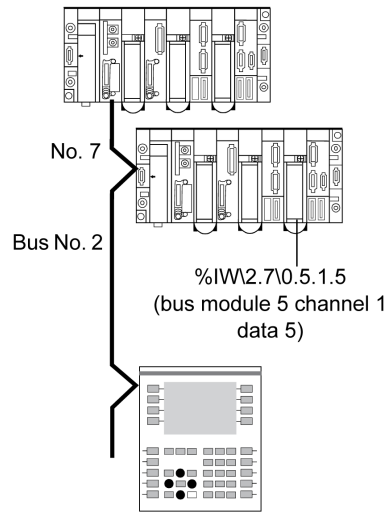 No. 7
Bus No. 2
%IW\2.7\0.5.1.5
(bus module 5 channel 1
data 5)